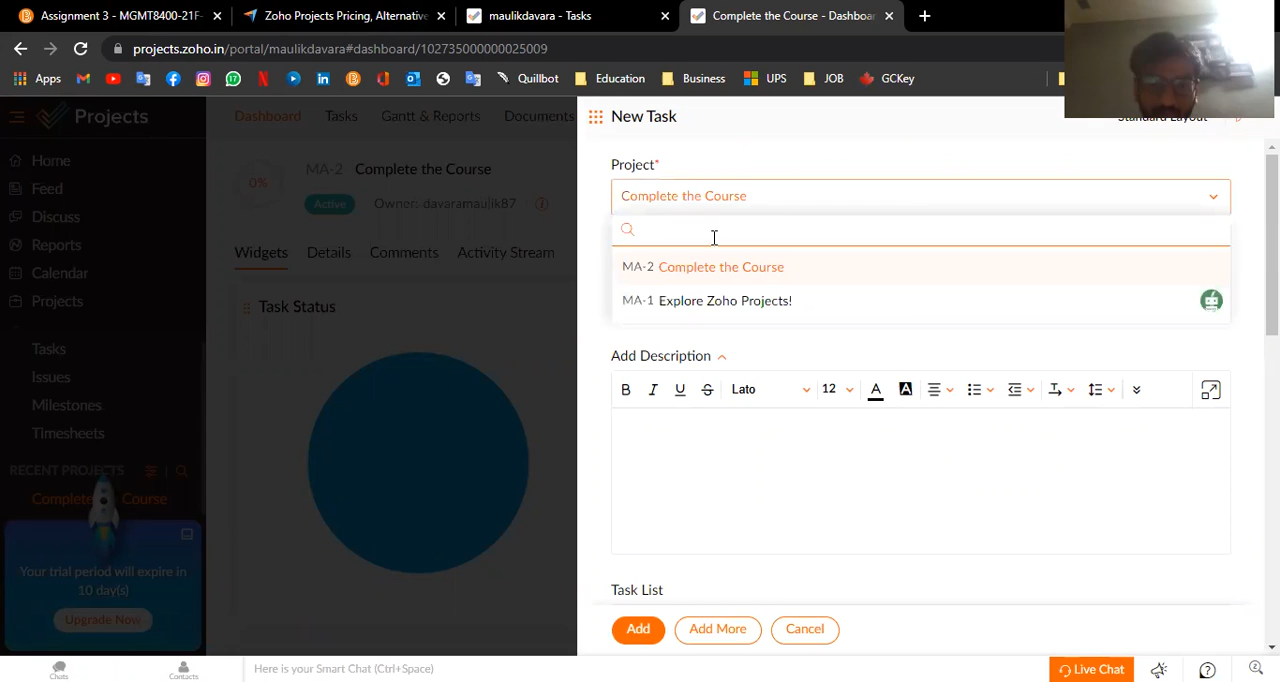 Assignment 3 - MGMT8400-21F-
Zoho Projects Pricing, Alternative
maulikdavara - Tasks
Complete the Course - Dashboar
projects.zoho.in/portal/maulikdavara#dashboard/102735000000025009
Apps
Quillbot
Education
Business
UPS
JOB
GCKey
Projects
Home
Feed
Discuss
Reports
Calendar
Projects
Tasks
Issues
Milestones
Timesheets
RECENT PROJECTS
Complete Course
Your trial period will expire in
10 day(s)
Upgrade Now
Dashboard Tasks Gantt & Reports Documents
0%
MA-2 Complete the Course
Active Owner: davaramaulik87
Widgets Details Comments Activity Stream
Task Status
New Task
Standard Layout
Project*
Complete the Course
MA-2 Complete the Course
MA-1 Explore Zoho Projects!
Add Description
B I U S Lato 12 A A
Task List
Add Add More Cancel
Chats
Contacts
Here is your Smart Chat (Ctrl+Space)
Live Chat